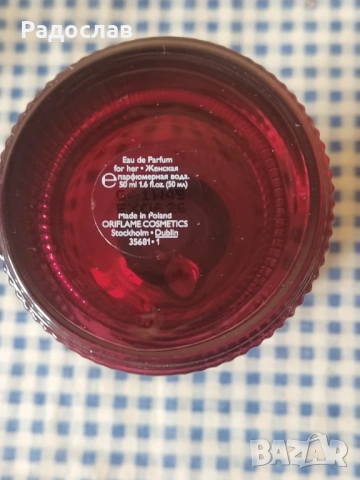 Радослав
Eau de Parfum
for her • Женская
℮ парфюмерная вода.
50 ml 1.6 fl.oz. (50 мл)
Made in Poland
ORIFLAME COSMETICS
Stockholm • Dublin
35681 • 1
BAZAR